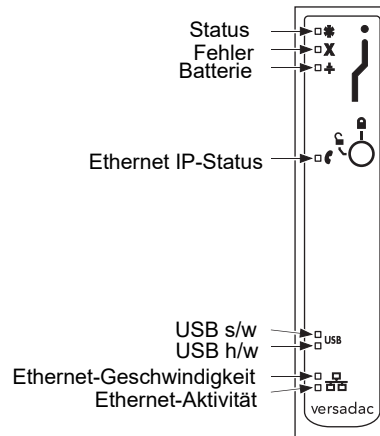 Status
Fehler
Batterie
Ethernet IP-Status
USB s/w
USB
USB h/w
Ethernet-Geschwindigkeit
Ethernet-Aktivität
versadac